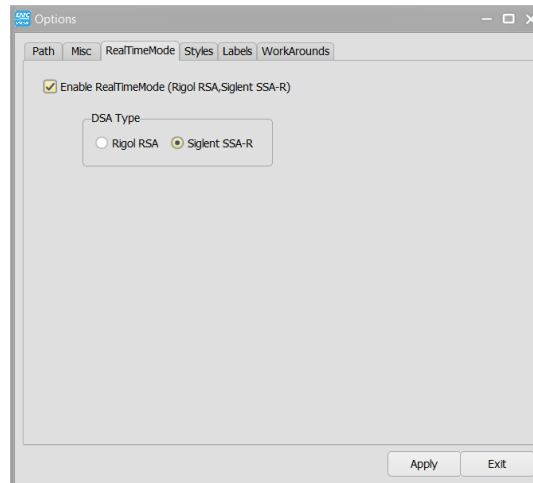 Options
Path Misc RealTimeMode Styles Labels WorkArounds
Enable RealTimeMode (Rigol RSA,Siglent SSA-R)
DSA Type
Rigol RSA Siglent SSA-R
Apply Exit